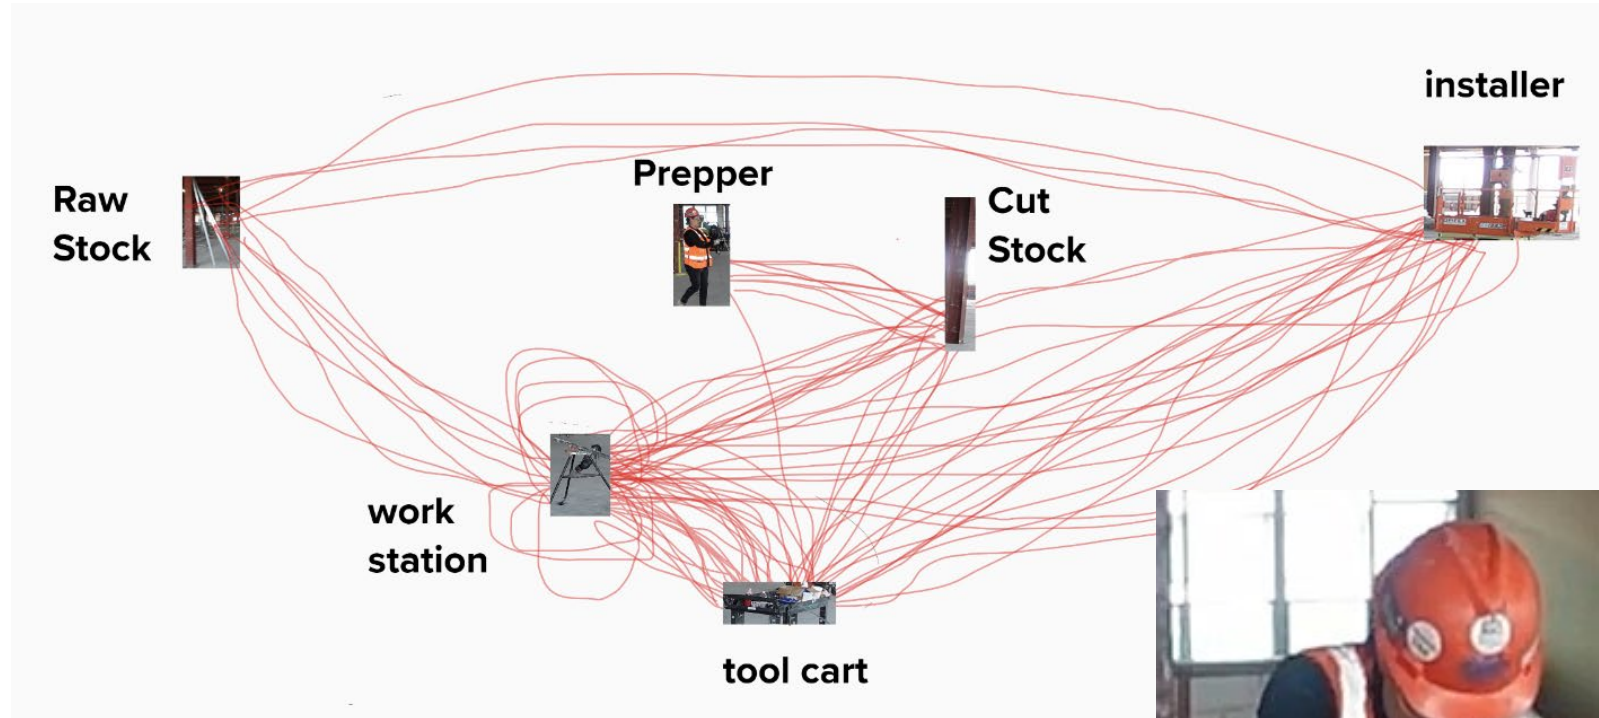 installer
Prepper
Raw
Stock
Cut
Stock
work
station
tool cart